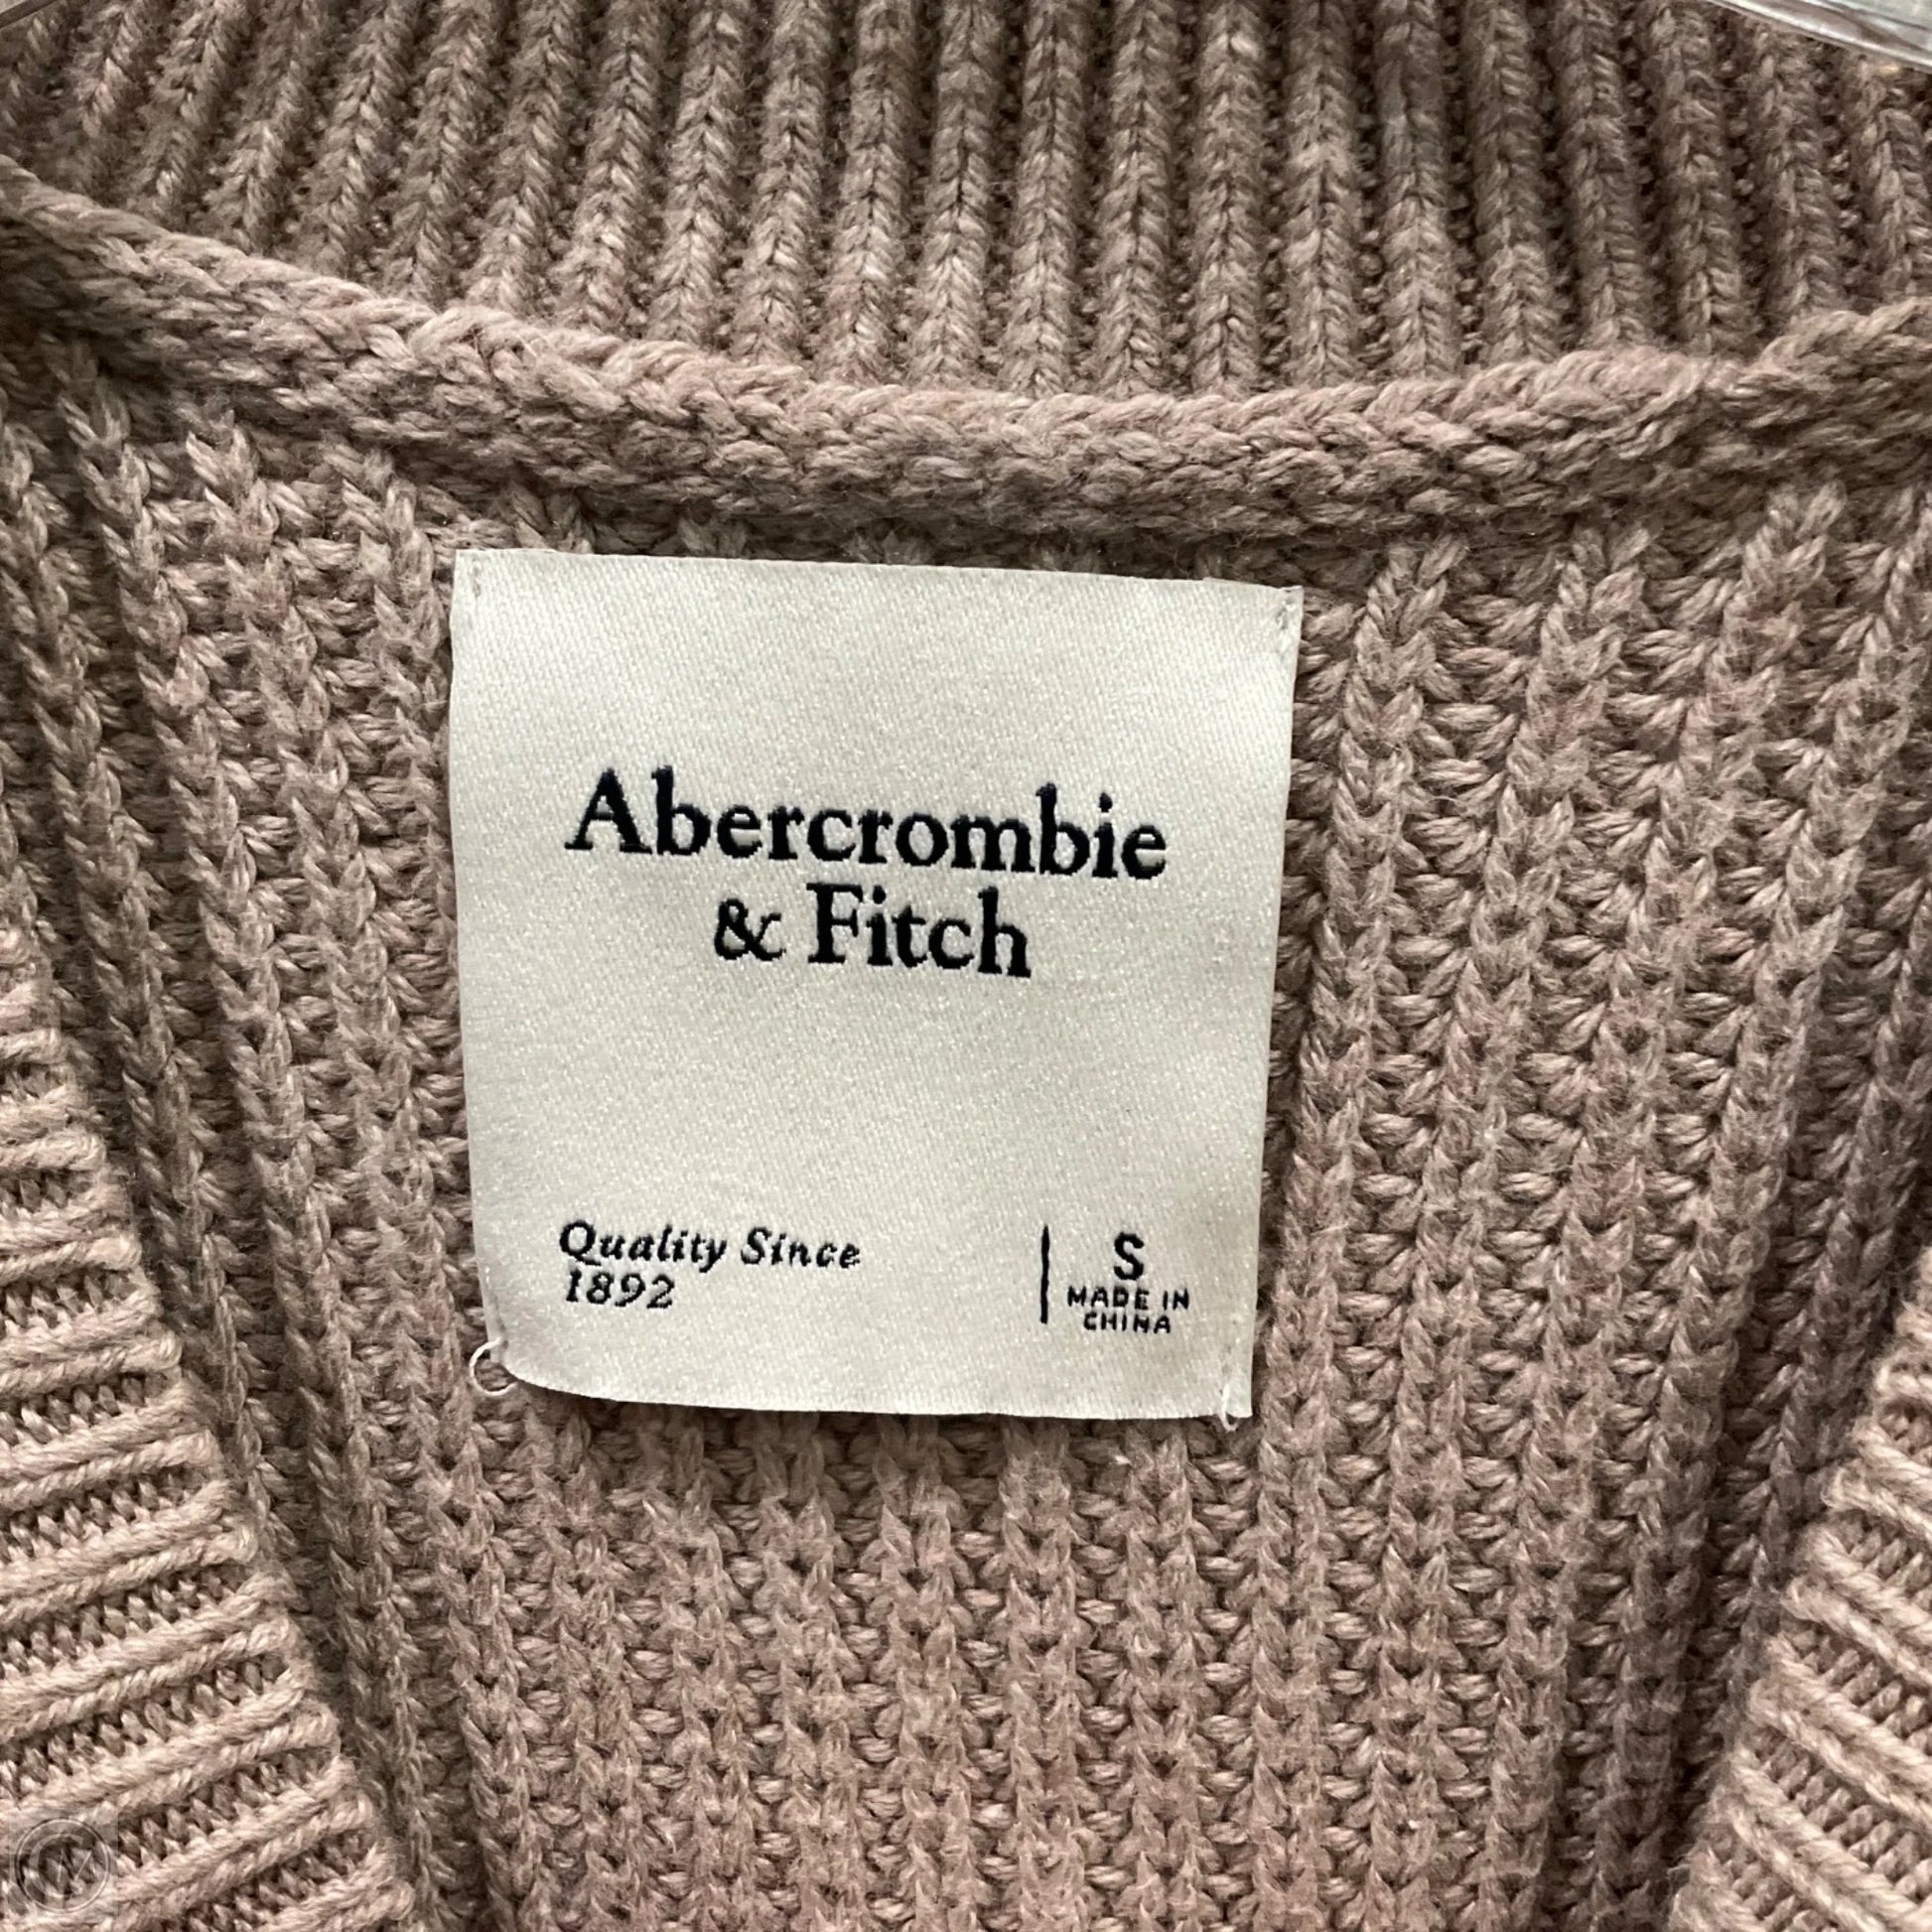 Abercrombie
& Fitch
Quality Since
1892
S
MADE IN
CHINA